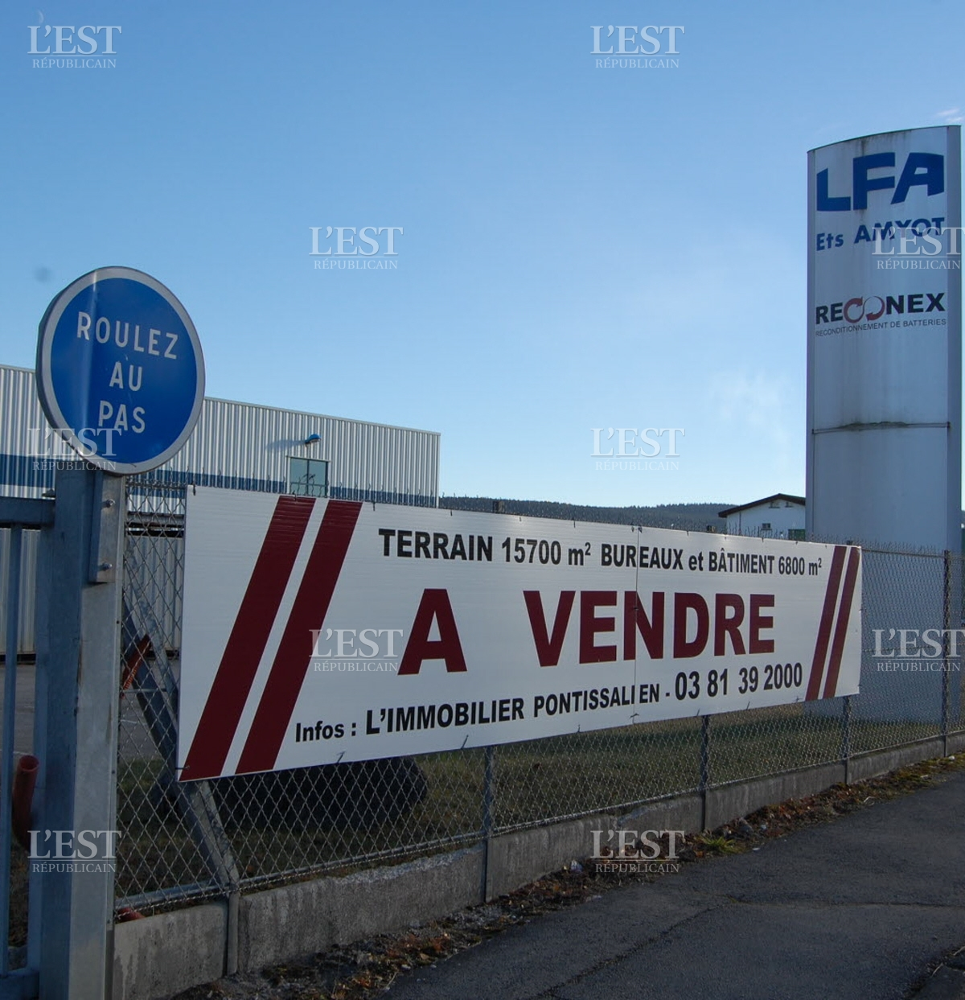 L'EST
RÉPUBLICAIN
L'EST
RÉPUBLICAIN
LFA
Ets AMYOT
L'EST
RÉPUBLICAIN
L'EST
RÉPUBLICAIN
RECONEX
RECONDITIONNEMENT DE BATTERIES
ROULEZ
AU
PAS
L'EST
RÉPUBLICAIN
L'EST
RÉPUBLICAIN
TERRAIN 15700 m² BUREAUX et BÂTIMENT 6800 m²
A VENDRE
L'EST
RÉPUBLICAIN
L'EST
RÉPUBLICAIN
Infos : L'IMMOBILIER PONTISSALIEN - 03 81 39 2000
L'EST
RÉPUBLICAIN
L'EST
RÉPUBLICAIN